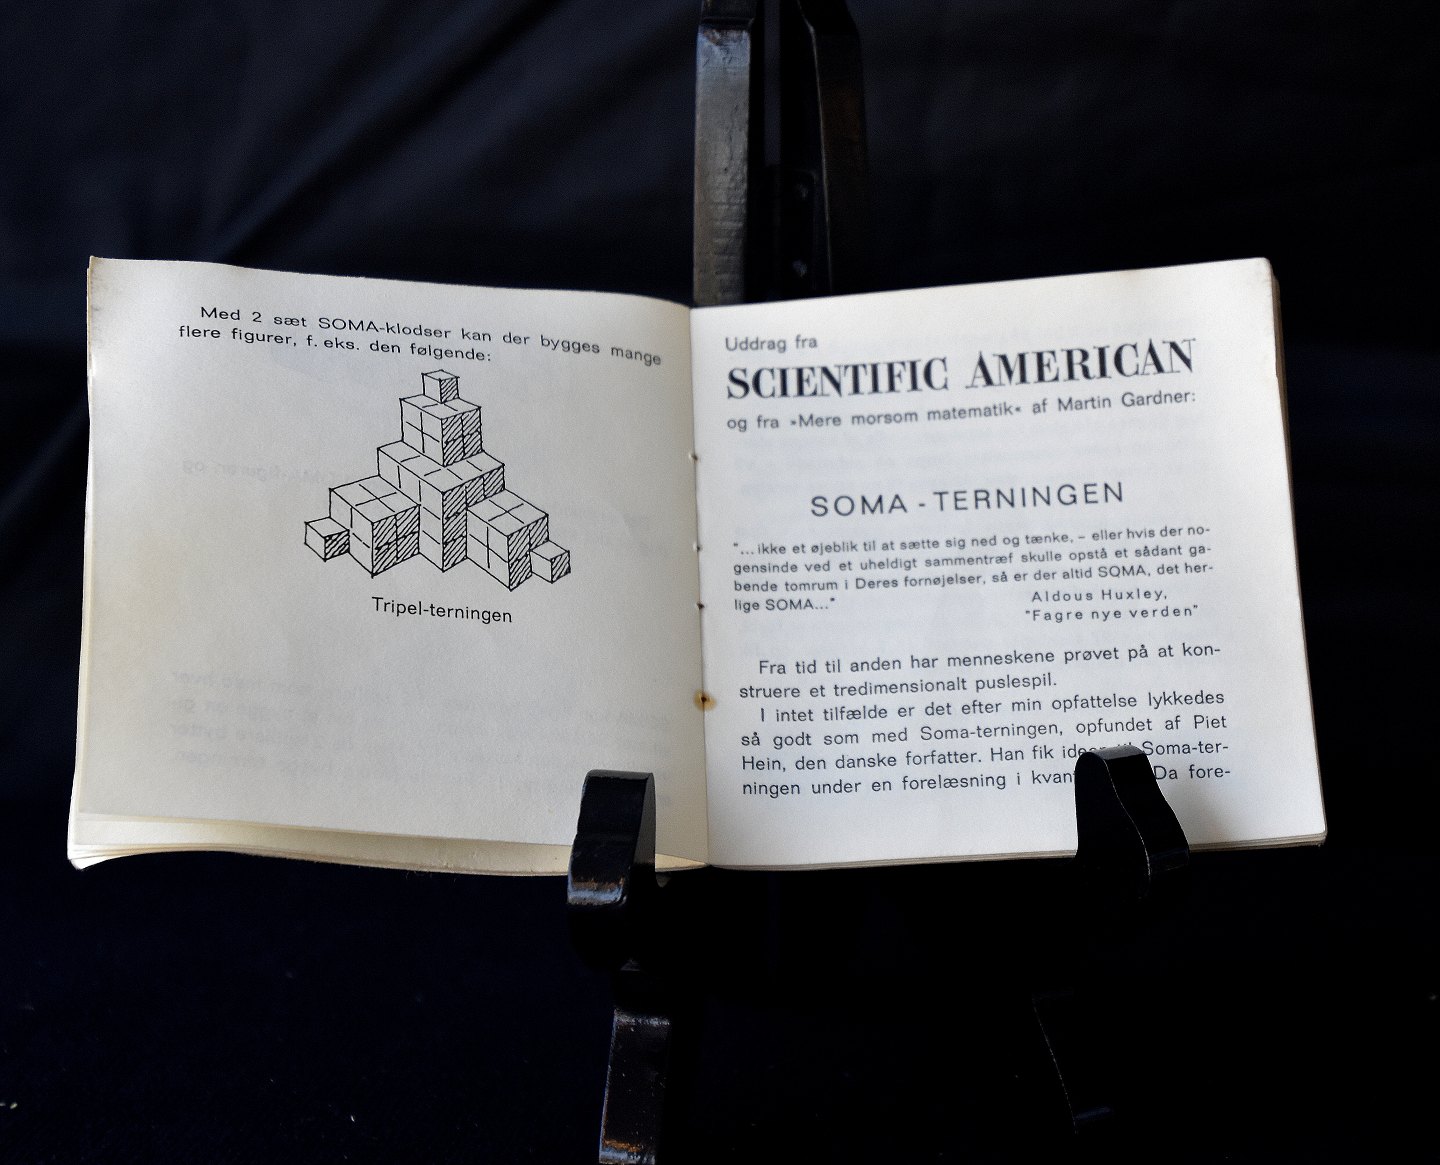 Med 2 sæt SOMA-klodser kan der bygges mange
flere figurer, f. eks. den følgende:
Tripel-terningen
Uddrag fra
SCIENTIFIC AMERICAN
og fra »Mere morsom matematik« af Martin Gardner:
SOMA - TERNINGEN
"... ikke et øjeblik til at sætte sig ned og tænke, – eller hvis der no-
gensinde ved et uheldigt sammentræf skulle opstå et sådant ga-
bende tomrum i Deres fornøjelser, så er der altid SOMA, det her-
lige SOMA..."
Aldous Huxley,
"Fagre nye verden"
Fra tid til anden har menneskene prøvet på at kon-
struere et tredimensionalt puslespil.
I intet tilfælde er det efter min opfattelse lykkedes
så godt som med Soma-terningen, opfundet af Piet
Hein, den danske forfatter. Han fik Soma-ter-
ningen under en forelæsning i Da fore-